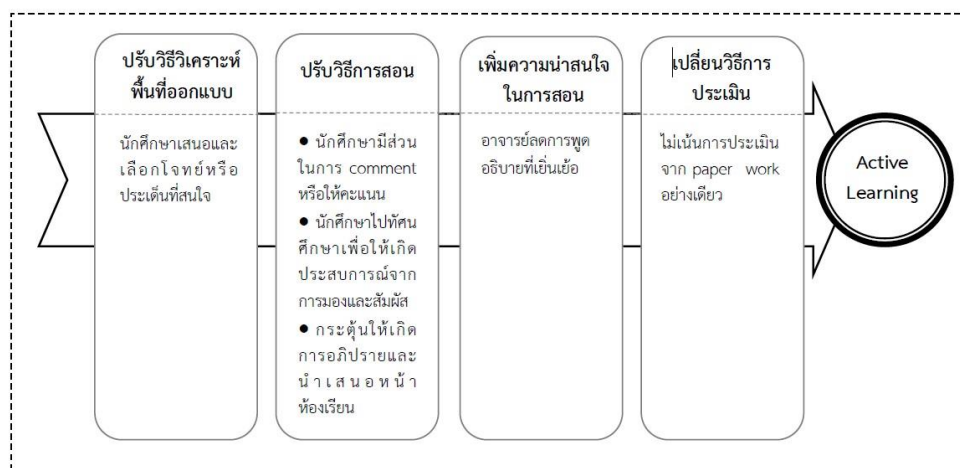 ปรับวิธีวิเคราะห์
พื้นที่ออกแบบ
นักศึกษาเสนอและ
เลือกโจทย์หรือ
ประเด็นที่สนใจ
ปรับวิธีการสอน
● นักศึกษามีส่วน
ในการ comment
หรือให้คะแนน
● นักศึกษาไปทัศน
ศึกษาเพื่อให้เกิด
ประสบการณ์จาก
การมองและสัมผัส
● กระตุ้นให้เกิด
การอภิปรายและ
นำเสนอหน้า
ห้องเรียน
เพิ่มความน่าสนใจ
ในการสอน
อาจารย์ลดการพูด
อธิบายที่เยิ่นเย้อ
เปลี่ยนวิธีการ
ประเมิน
ไม่เน้นการประเมิน
จาก paper work
อย่างเดียว
Active
Learning